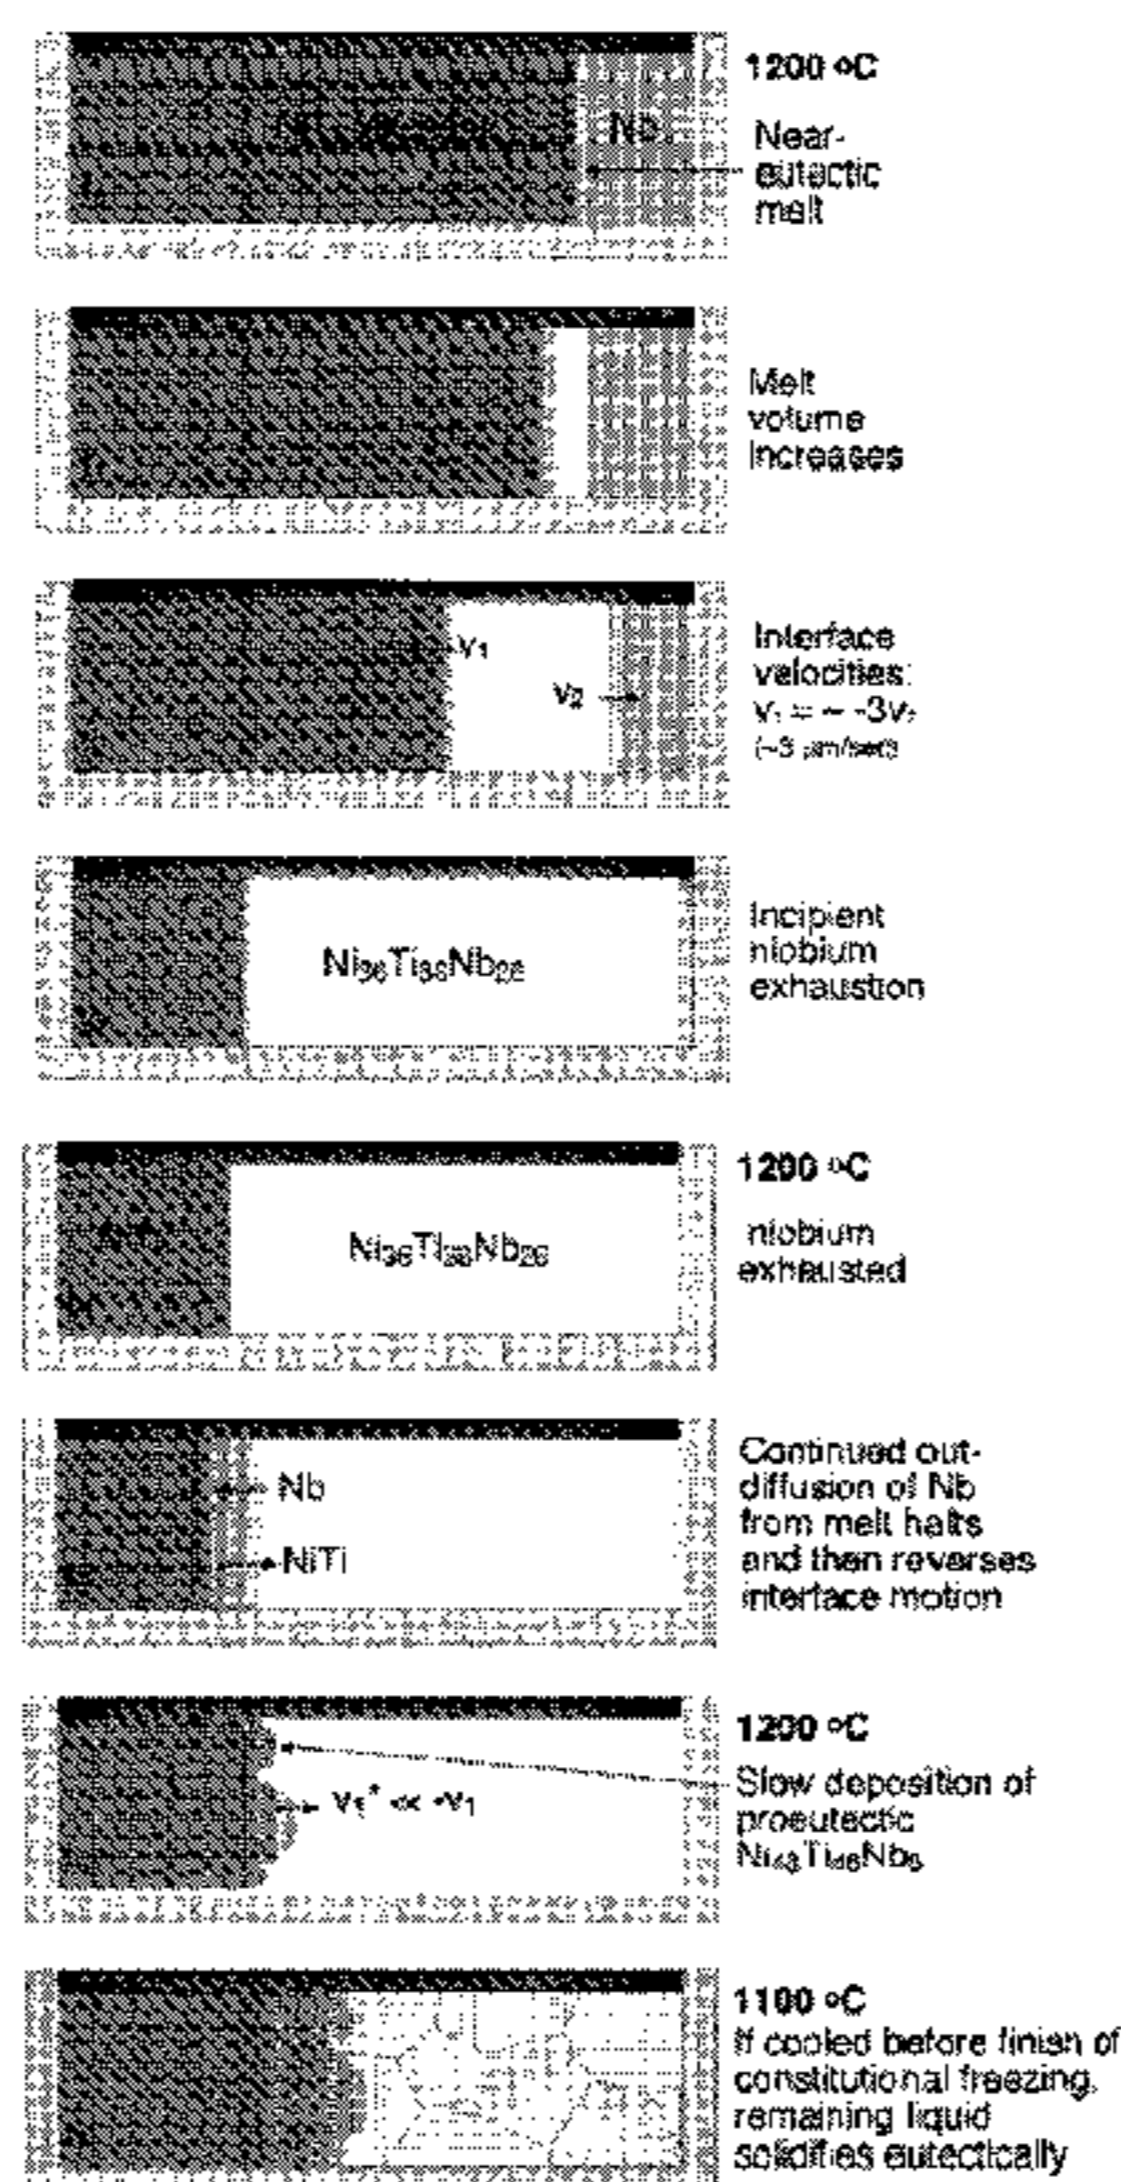 1200 °C
Nb
Near-
eutectic
melt
Melt
volume
increases
V1
V2
Interface
velocities:
Incipient
niobium
exhaustion
1200 °C
niobium
exhausted
Continued out-
diffusion of Nb
from melt halts
and then reverses
interface motion
Nb
NiTi
1200 °C
Slow deposition of
proeutectic
1100 °C
If cooled before finish of
constitutional freezing,
remaining liquid
solidifies eutectically